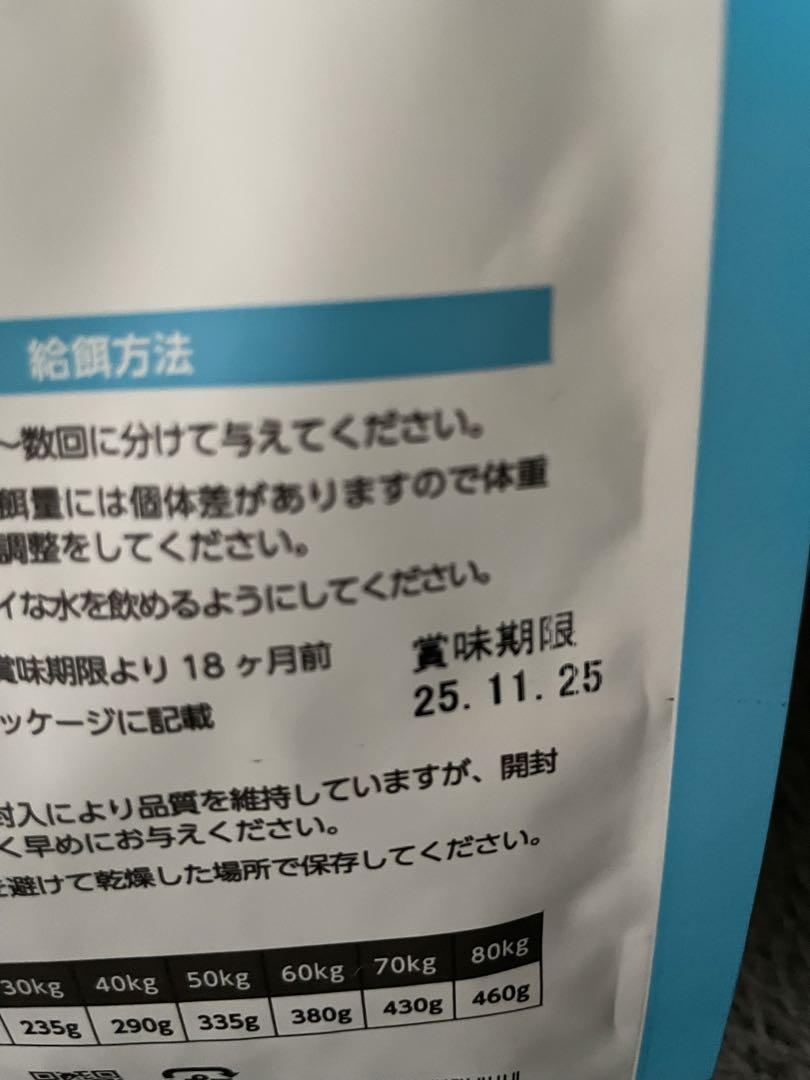 給餌方法
～数回に分けて与えてください。
餌量には個体差がありますので体重
調整をしてください。
イな水を飲めるようにしてください。
賞味期限より 18 ヶ月前
賞味期限
ッケージに記載
25.11.25
封入により品質を維持していますが、開封
く早めにお与えください。
を避けて乾燥した場所で保存してください。
30kg 40kg 50kg 60kg 70kg 80kg
235g 290g 335g 380g 430g 460g